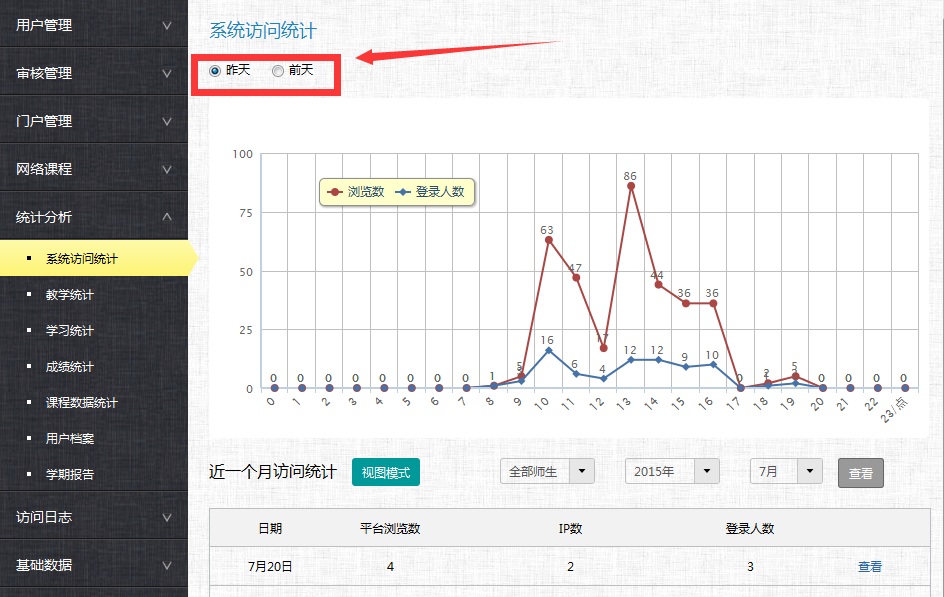 用户管理
审核管理
门户管理
网络课程
统计分析
系统访问统计
教学统计
学习统计
成绩统计
课程数据统计
用户档案
学期报告
访问日志
基础数据
系统访问统计
昨天 前天
浏览数 登录人数
100
75
50
25
0
86
63
47
44
36 36
17
16
12 12
10
9
6
4
5 5
1 2
0 0 0 0 0 0 0 0 0 0 0 0 0
0 1 2 3 4 5 6 7 8 9 10 11 12 13 14 15 16 17 18 19 20 21 22 23/点
近一个月访问统计 视图模式 全部师生 2015年 7月 查看
日期 平台浏览数 IP数 登录人数
7月20日 4 2 3 查看